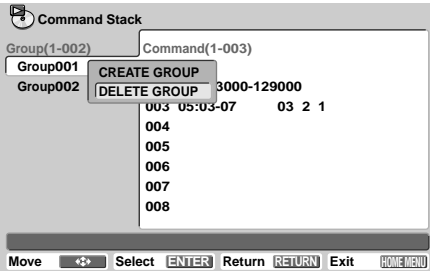 Command Stack
Group(1-002) Command(1-003)
Group001
CREATE GROUP
Group002
DELETE GROUP
3000-129000
003 05:03-07 03 2 1
004
005
006
007
008
Move Select ENTER Return RETURN Exit HOME MENU